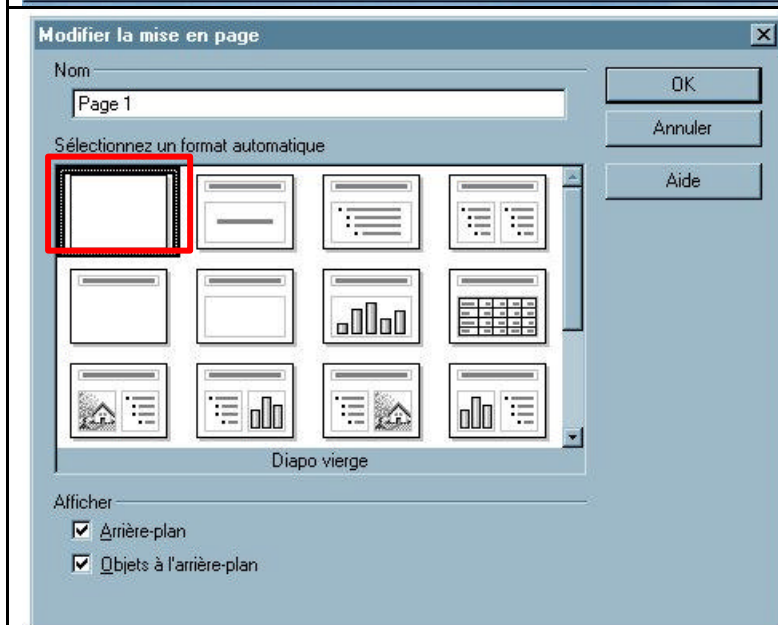 Modifier la mise en page
Nom
Page 1
OK
Annuler
Sélectionnez un format automatique
Aide
Diapo vierge
Afficher
Arrière-plan
Objets à l'arrière-plan